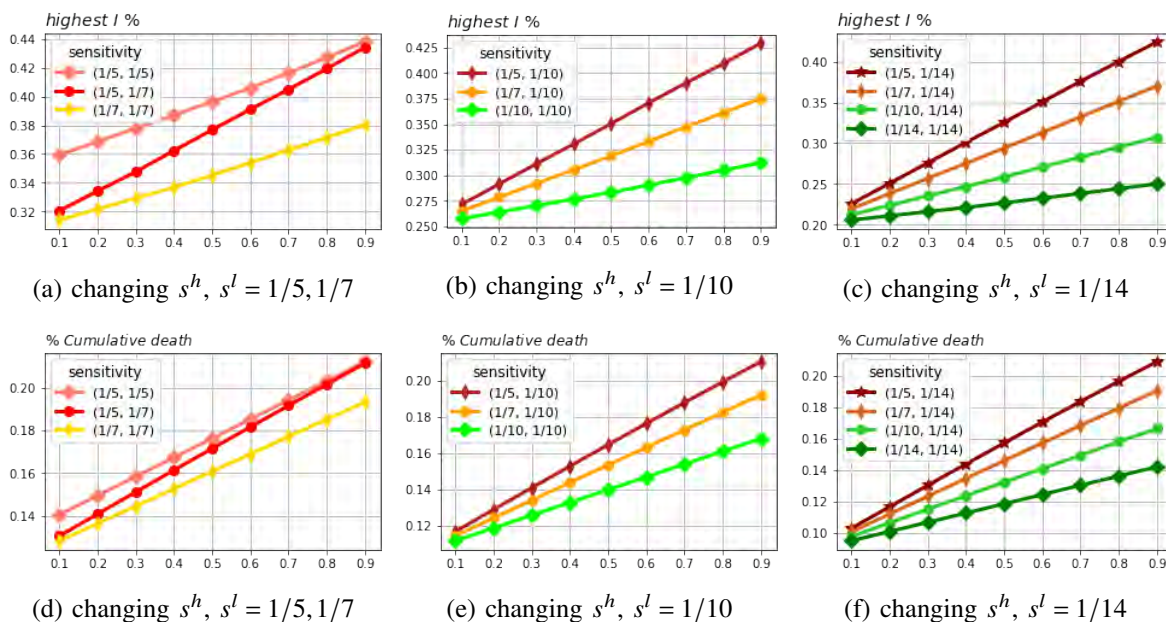 highest I %
sensitivity
(1/5, 1/5)
(1/5, 1/7)
(1/7, 1/7)
0.44
0.42
0.40
0.38
0.36
0.34
0.32
0.1 0.2 0.3 0.4 0.5 0.6 0.7 0.8 0.9
(a) changing s^h, s^l = 1/5, 1/7
highest I %
sensitivity
(1/5, 1/10)
(1/7, 1/10)
(1/10, 1/10)
0.425
0.400
0.375
0.350
0.325
0.300
0.275
0.250
0.1 0.2 0.3 0.4 0.5 0.6 0.7 0.8 0.9
(b) changing s^h, s^l = 1/10
highest I %
sensitivity
(1/5, 1/14)
(1/7, 1/14)
(1/10, 1/14)
(1/14, 1/14)
0.40
0.35
0.30
0.25
0.20
0.1 0.2 0.3 0.4 0.5 0.6 0.7 0.8 0.9
(c) changing s^h, s^l = 1/14
% Cumulative death
sensitivity
(1/5, 1/5)
(1/5, 1/7)
(1/7, 1/7)
0.20
0.18
0.16
0.14
0.1 0.2 0.3 0.4 0.5 0.6 0.7 0.8 0.9
(d) changing s^h, s^l = 1/5, 1/7
% Cumulative death
sensitivity
(1/5, 1/10)
(1/7, 1/10)
(1/10, 1/10)
0.20
0.18
0.16
0.14
0.12
0.1 0.2 0.3 0.4 0.5 0.6 0.7 0.8 0.9
(e) changing s^h, s^l = 1/10
% Cumulative death
sensitivity
(1/5, 1/14)
(1/7, 1/14)
(1/10, 1/14)
(1/14, 1/14)
0.20
0.18
0.16
0.14
0.12
0.10
0.1 0.2 0.3 0.4 0.5 0.6 0.7 0.8 0.9
(f) changing s^h, s^l = 1/14